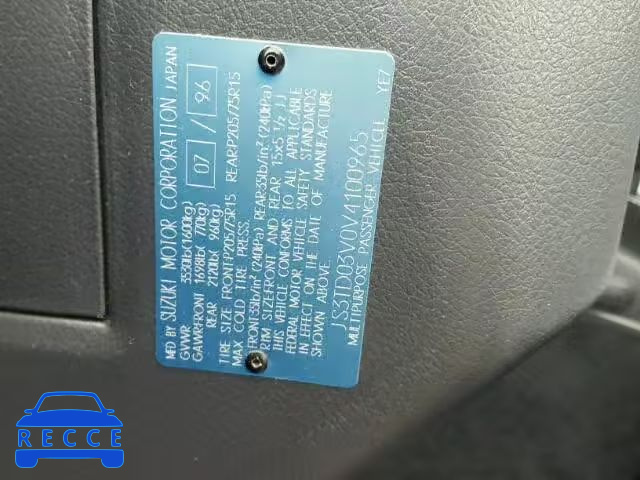 MFD BY SUZUKI MOTOR CORPORATION JAPAN
GVWR 3530lb(1600kg) 07 / 96
GAWR:FRONT 1698lb( 770kg)
REAR 2120lb( 960kg)
TIRE SIZE FRONT:P205/75R15 REAR:P205/75R15
MAX COLD TIRE PRESS.
FRONT:35lb/in² (240kPa) REAR:35lb/in² (240kPa)
RIM SIZE:FRONT AND REAR 15x5 1/2 JJ
THIS VEHICLE CONFORMS TO ALL APPLICABLE
FEDERAL MOTOR VEHICLE SAFETY STANDARDS
IN EFFECT ON THE DATE OF MANUFACTURE
SHOWN ABOVE.
JS3TD03V0V4100965
MULTIPURPOSE PASSENGER VEHICLE YE7
RECCE